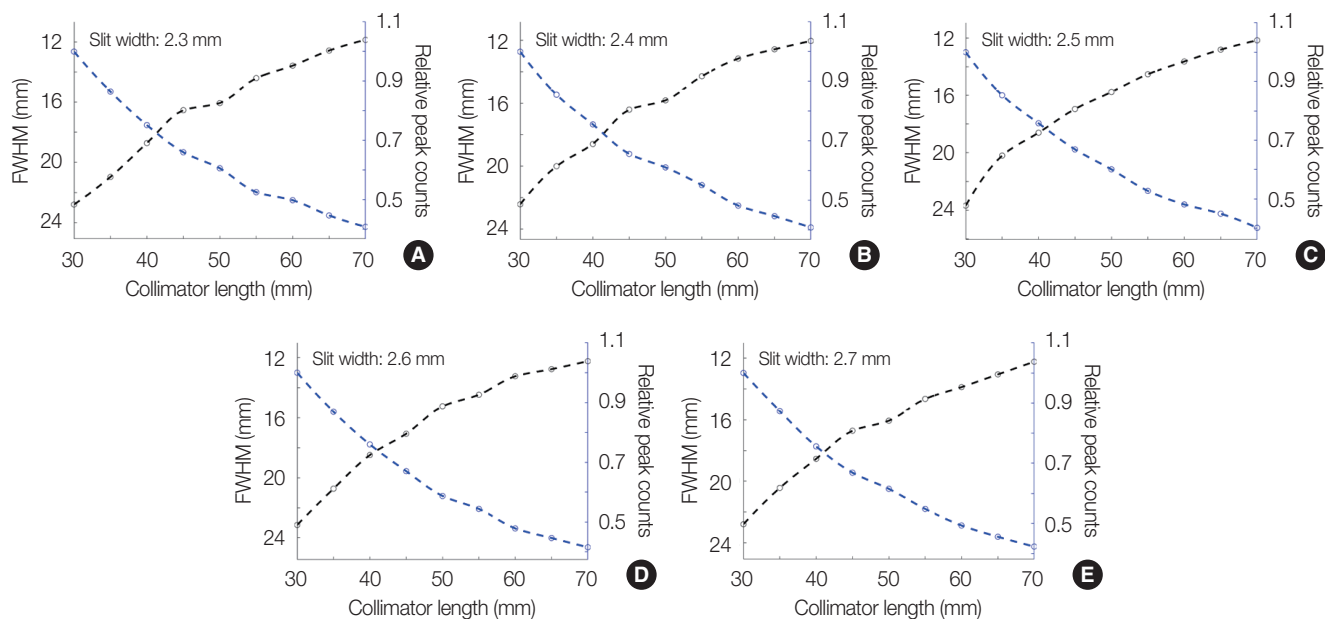 Slit width: 2.3 mm
FWHM (mm)
12
16
20
24
1.1
0.9
0.7
0.5
Relative peak counts
30 40 50 60 70
Collimator length (mm)
A
Slit width: 2.4 mm
FWHM (mm)
12
16
20
24
1.1
0.9
0.7
0.5
Relative peak counts
30 40 50 60 70
Collimator length (mm)
B
Slit width: 2.5 mm
FWHM (mm)
12
16
20
24
1.1
0.9
0.7
0.5
Relative peak counts
30 40 50 60 70
Collimator length (mm)
C
Slit width: 2.6 mm
FWHM (mm)
12
16
20
24
1.1
0.9
0.7
0.5
Relative peak counts
30 40 50 60 70
Collimator length (mm)
D
Slit width: 2.7 mm
FWHM (mm)
12
16
20
24
1.1
0.9
0.7
0.5
Relative peak counts
30 40 50 60 70
Collimator length (mm)
E